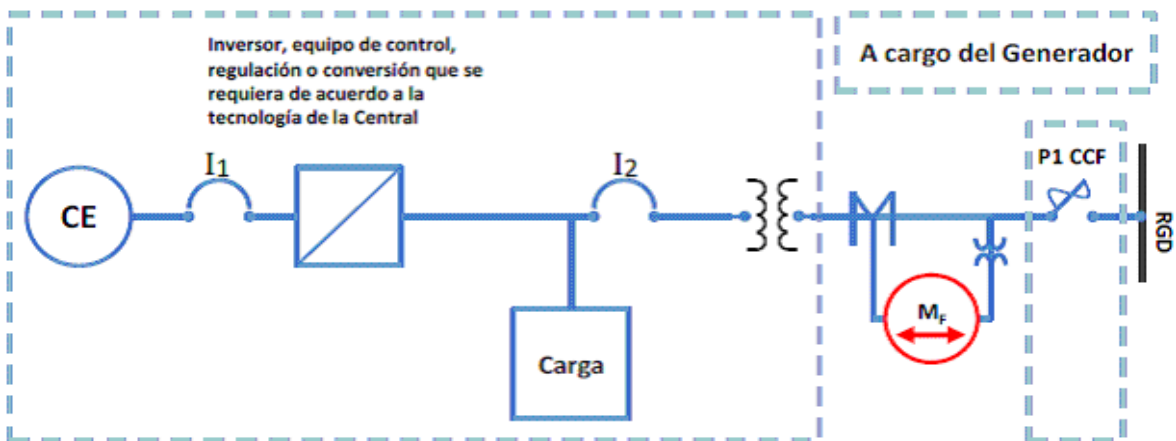 Inversor, equipo de control,
regulación o conversión que se
requiera de acuerdo a la
tecnología de la Central
A cargo del Generador
P1 CCF
I1
I2
CE
RGD
MF
Carga